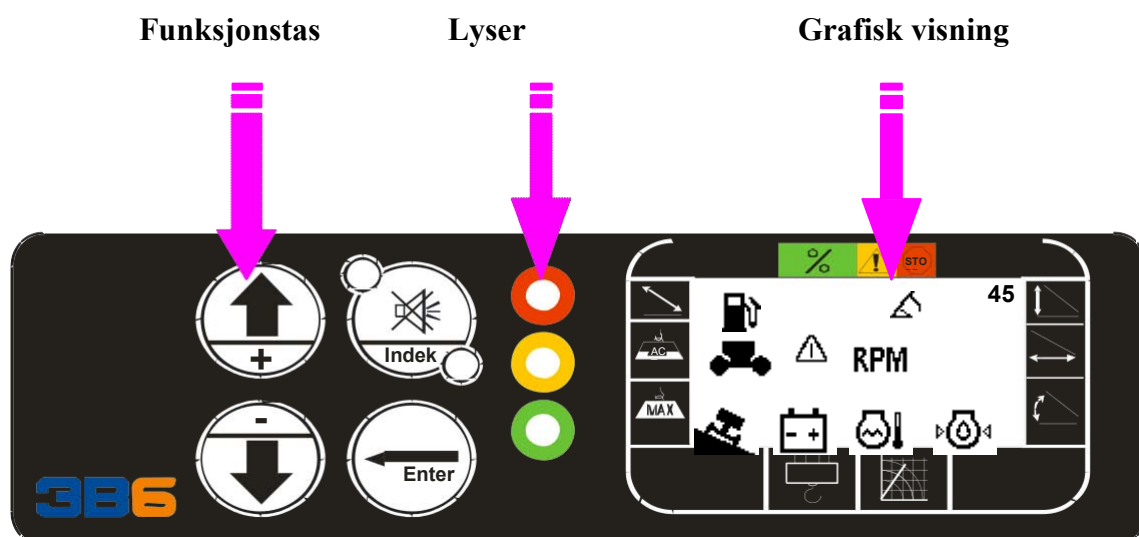 Funksjonstas
Lyser
Grafisk visning
%
STO
45
+
Indek
AC
RPM
MAX
-
- +
Enter
3B6